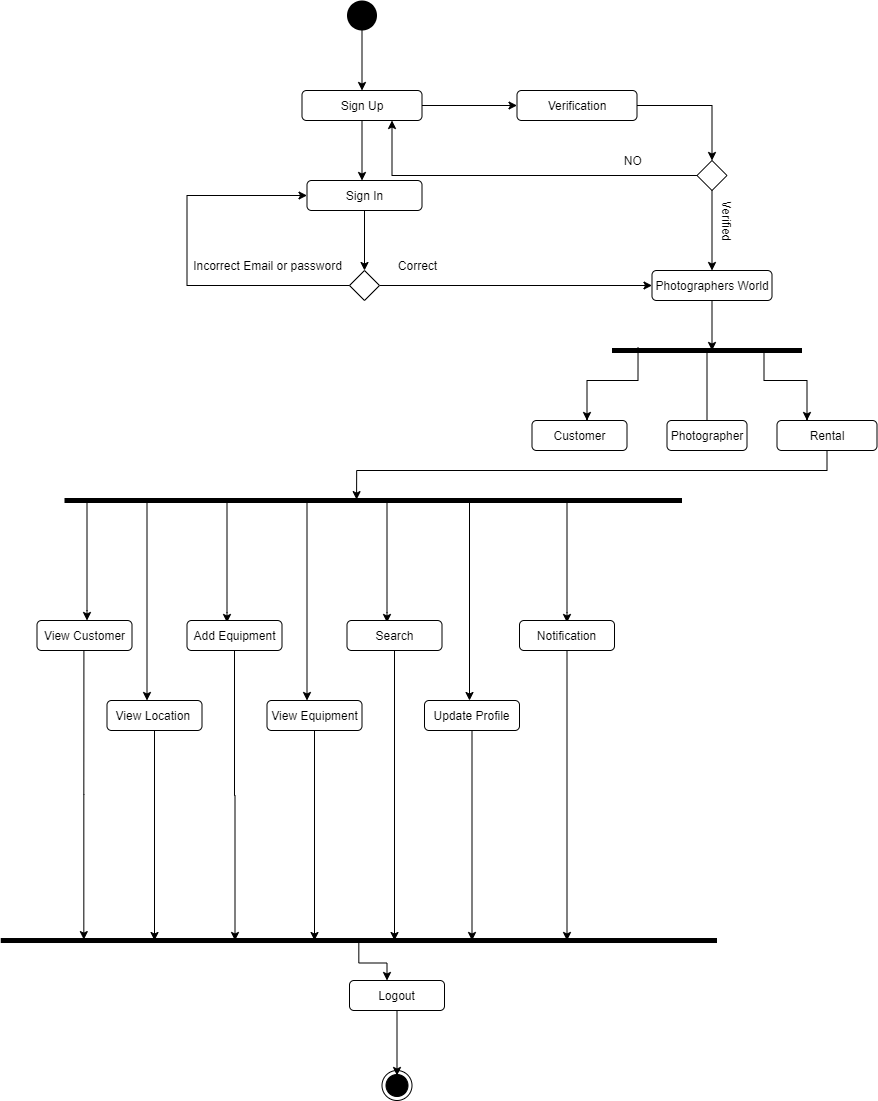 Sign Up
Verification
NO
Sign In
Verified
Incorrect Email or password
Correct
Photographers World
Customer
Photographer
Rental
View Customer
Add Equipment
Search
Notification
View Location
View Equipment
Update Profile
Logout